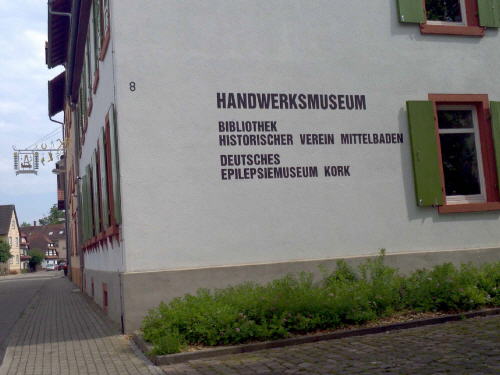 8
HANDWERKSMUSEUM
BIBLIOTHEK
HISTORISCHER VEREIN MITTELBADEN
DEUTSCHES
EPILEPSIEMUSEUM KORK